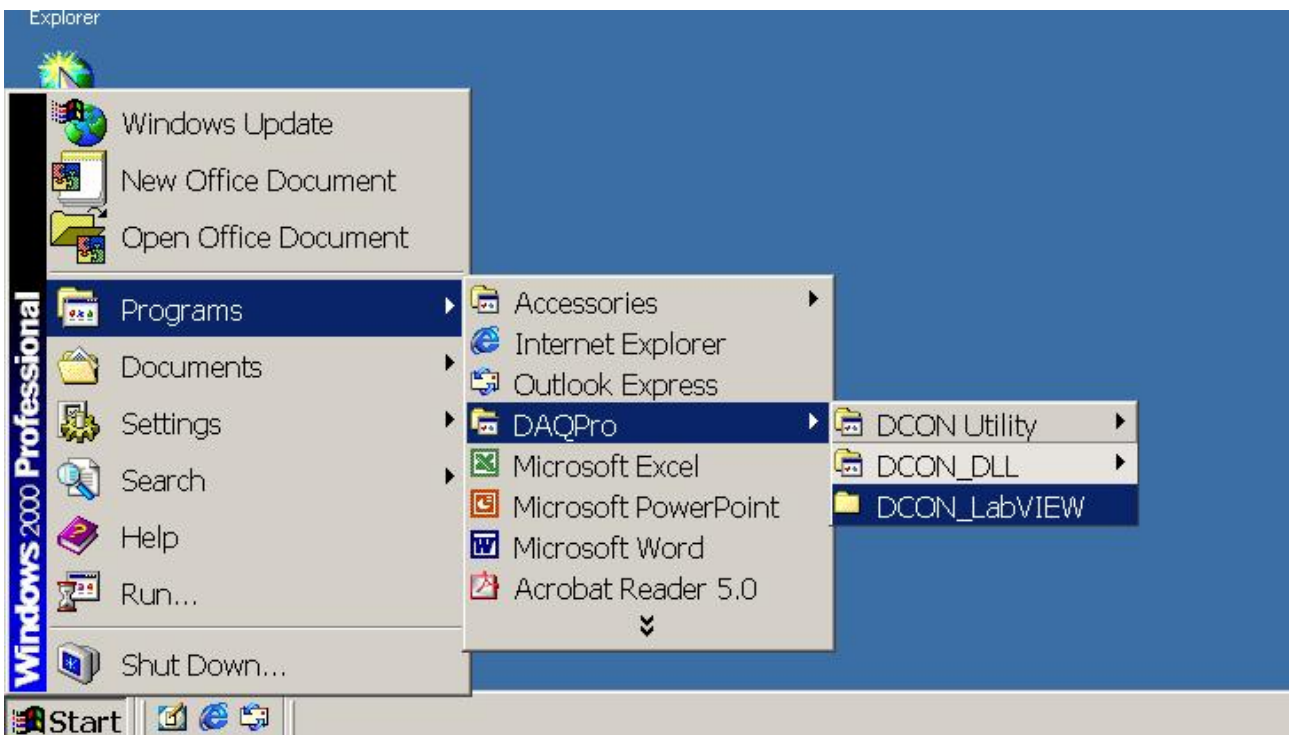 Explorer
Windows Update
New Office Document
Open Office Document
Programs
Documents
Settings
Search
Help
Run...
Shut Down...
Windows 2000 Professional
Accessories
Internet Explorer
Outlook Express
DAQPro
Microsoft Excel
Microsoft PowerPoint
Microsoft Word
Acrobat Reader 5.0
DCON Utility
DCON_DLL
DCON_LabVIEW
Start